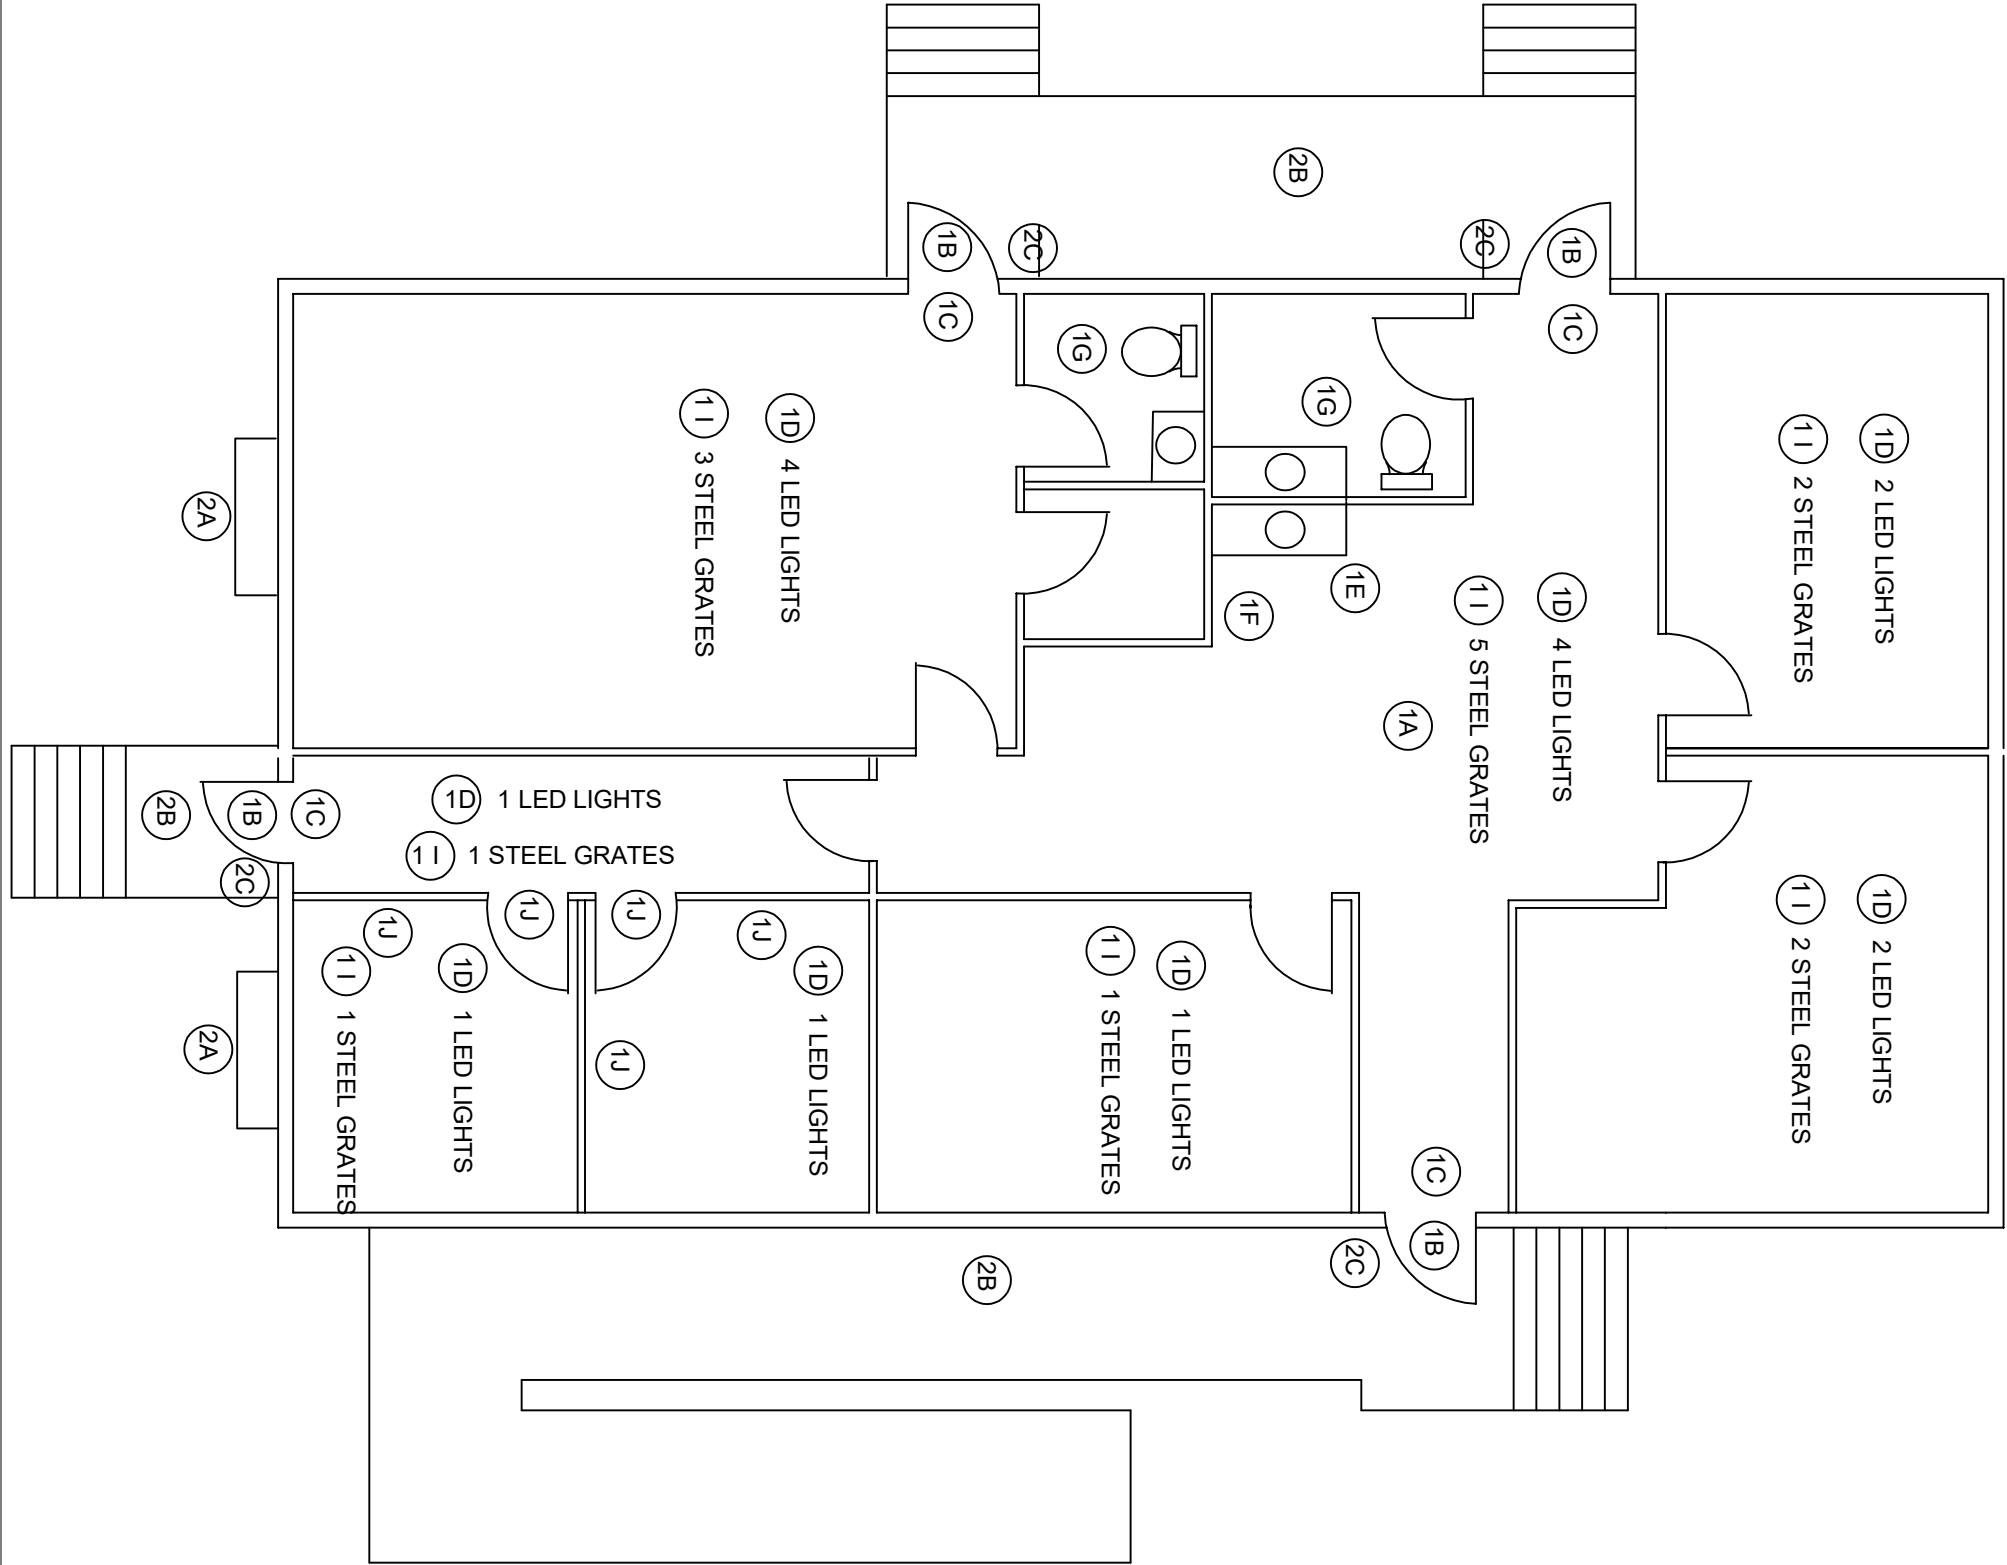 2B
1B
2C
2C
1B
1C
1C
1G
1G
1 I 3 STEEL GRATES
1D 4 LED LIGHTS
1 I 2 STEEL GRATES
1D 2 LED LIGHTS
2A
1E
1F
1 I 5 STEEL GRATES
1D 4 LED LIGHTS
1A
1D 1 LED LIGHTS
2B
1B
1C
1 I 1 STEEL GRATES
2C
1J
1J
1J
1J
1 I 1 STEEL GRATES
1D 1 LED LIGHTS
1D 1 LED LIGHTS
1 I 1 STEEL GRATES
1D 1 LED LIGHTS
1 I 2 STEEL GRATES
1D 2 LED LIGHTS
2A
1J
1C
1B
2C
2B